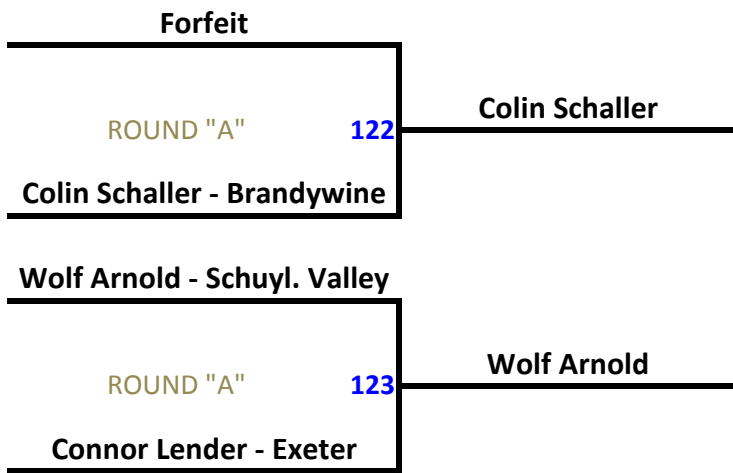 Forfeit
Colin Schaller
ROUND "A" 122
Colin Schaller - Brandywine
Wolf Arnold - Schuyl. Valley
Wolf Arnold
ROUND "A" 123
Connor Lender - Exeter